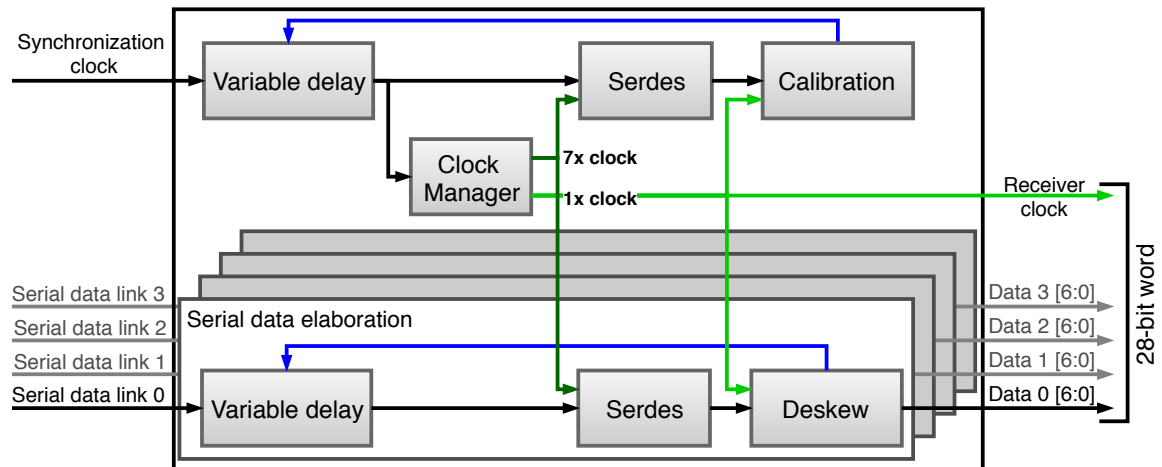 Synchronization
clock
Variable delay
Serdes
Calibration
Clock
Manager
7x clock
1x clock
Receiver
clock
28-bit word
Serial data link 3
Serial data link 2
Serial data link 1
Serial data link 0
Serial data elaboration
Variable delay
Serdes
Deskew
Data 3 [6:0]
Data 2 [6:0]
Data 1 [6:0]
Data 0 [6:0]